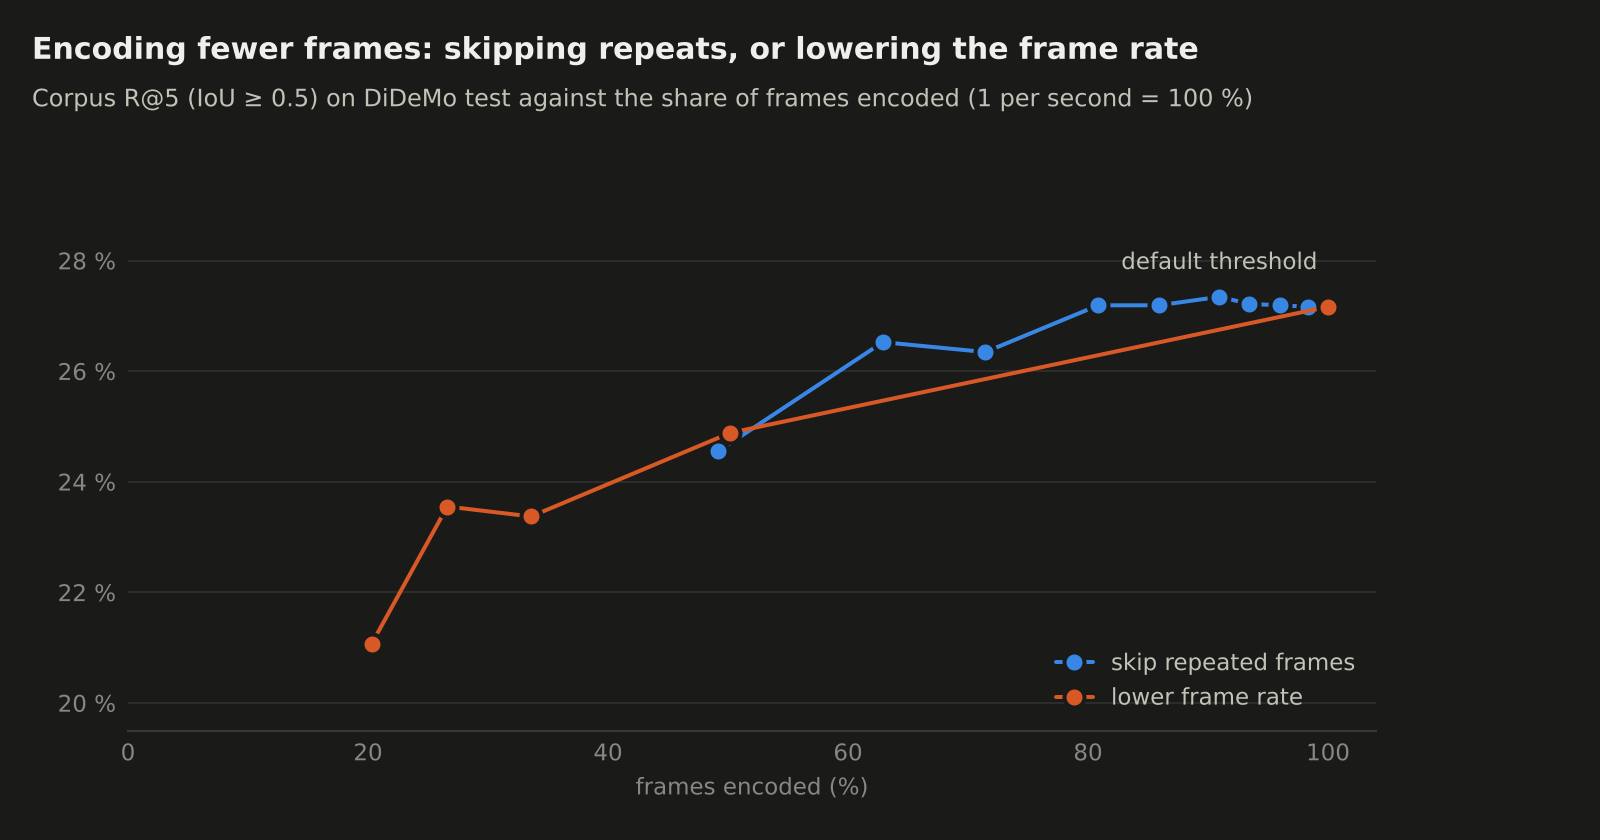 Encoding fewer frames: skipping repeats, or lowering the frame rate
Corpus R@5 (IoU ≥ 0.5) on DiDeMo test against the share of frames encoded (1 per second = 100 %)
28 %
default threshold
26 %
24 %
22 %
skip repeated frames
lower frame rate
20 %
0 20 40 60 80 100
frames encoded (%)